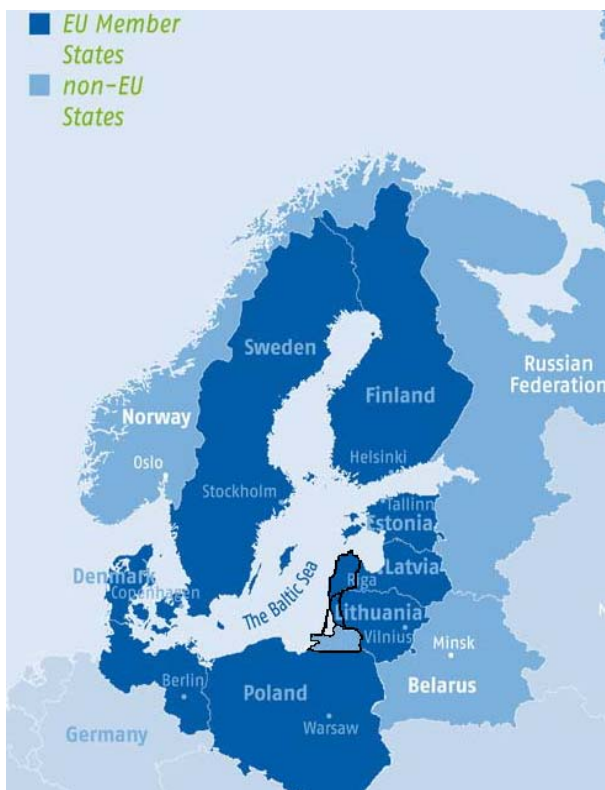 EU Member
States
non-EU
States
Sweden
Finland
Russian
Federation
Norway
Helsinki
Oslo
Stockholm
Tallinn
Estonia
Denmark
Copenhagen
The Baltic Sea
Latvia
Riga
Lithuania
Vilnius
Minsk
Berlin
Poland
Belarus
Warsaw
Germany